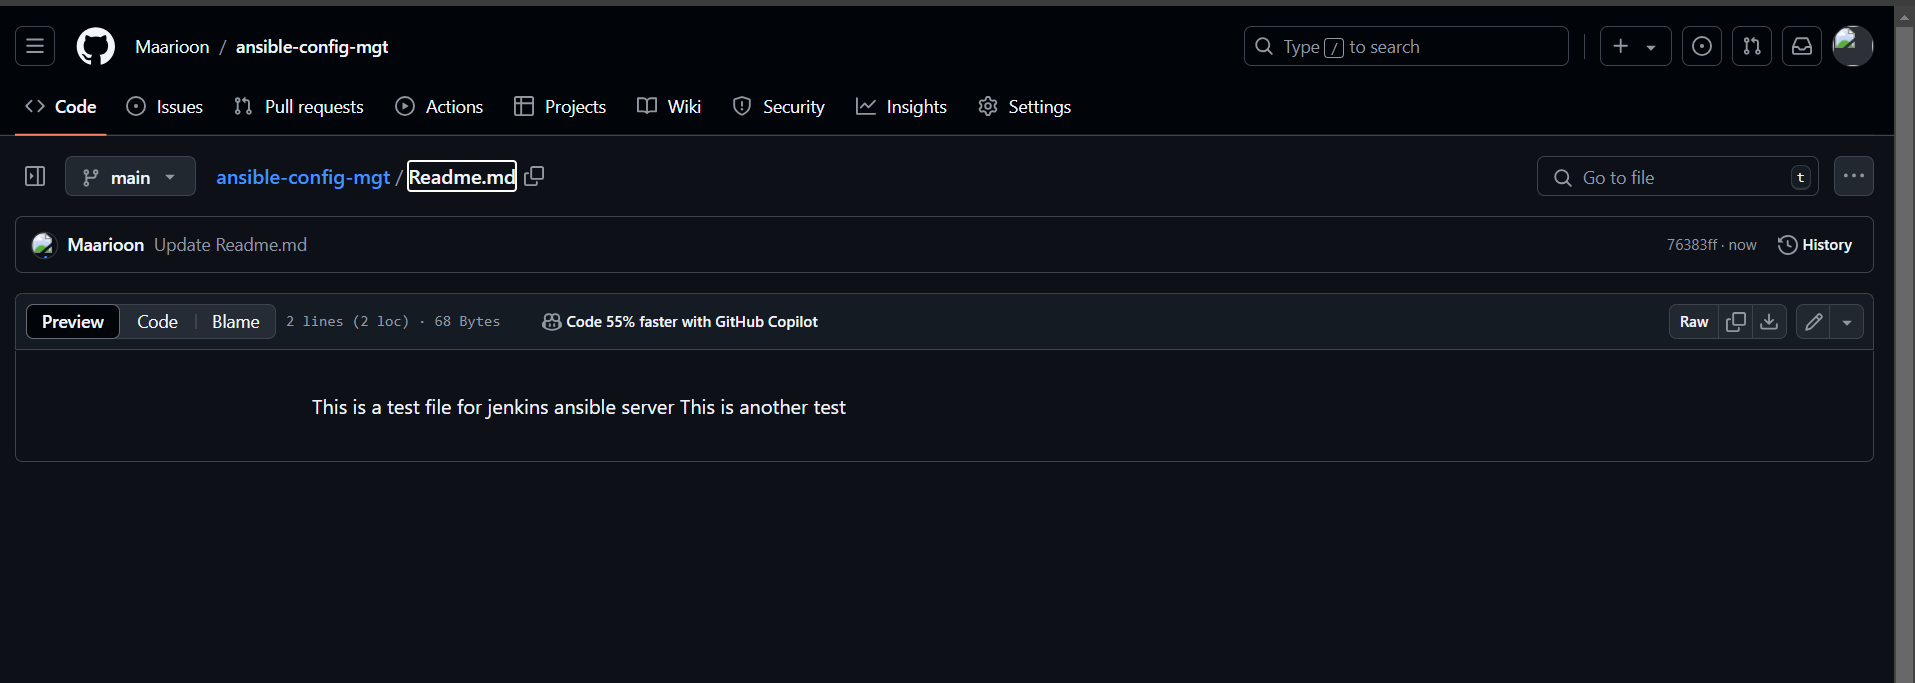 Maarioon / ansible-config-mgt
Type / to search
Code Issues Pull requests Actions Projects Wiki Security Insights Settings
main ansible-config-mgt / Readme.md
Go to file t
Maarioon Update Readme.md 76383ff · now History
Preview Code Blame 2 lines (2 loc) · 68 Bytes Code 55% faster with GitHub Copilot Raw
This is a test file for jenkins ansible server This is another test